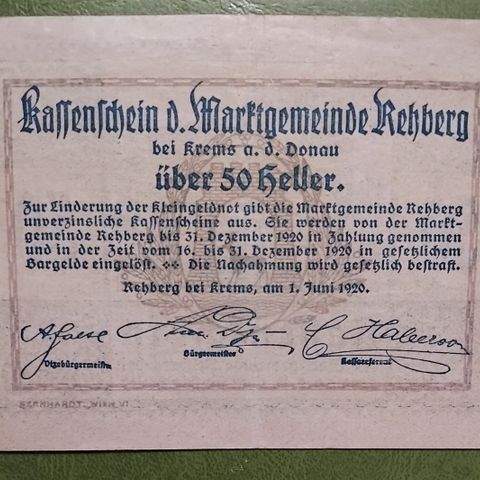 Kassenschein d. Marktgemeinde Rehberg
bei Krems a. d. Donau
über 50 Heller.
Zur Linderung der Kleingeldnot gibt die Marktgemeinde Rehberg
unverzinsliche Kassenscheine aus. Sie werden von der Markt-
gemeinde Rehberg bis 31. Dezember 1920 in Zahlung genommen
und in der Zeit vom 16. bis 31. Dezember 1920 in gesetzlichem
Bargelde eingelöst. Die Nachahmung wird gesetzlich bestraft.
Rehberg bei Krems, am 1. Juni 1920.
Vizebürgermeister Bürgermeister Kassareferent
BERNHARDT, WIEN VI